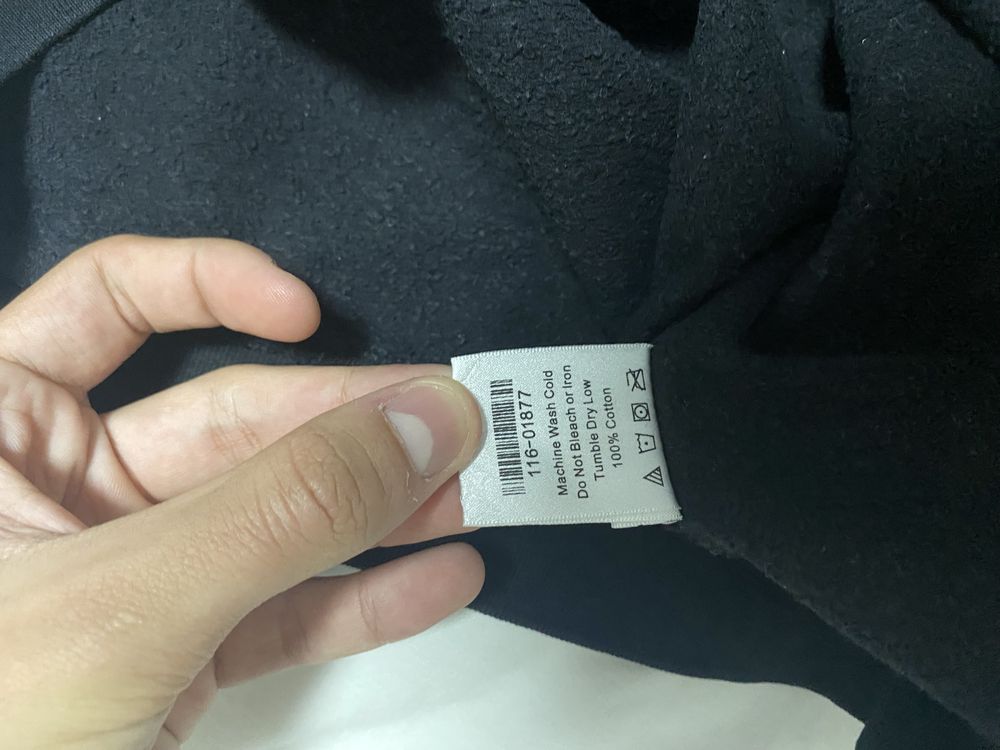 116-01877
Machine Wash Cold
Do Not Bleach or Iron
Tumble Dry Low
100% Cotton